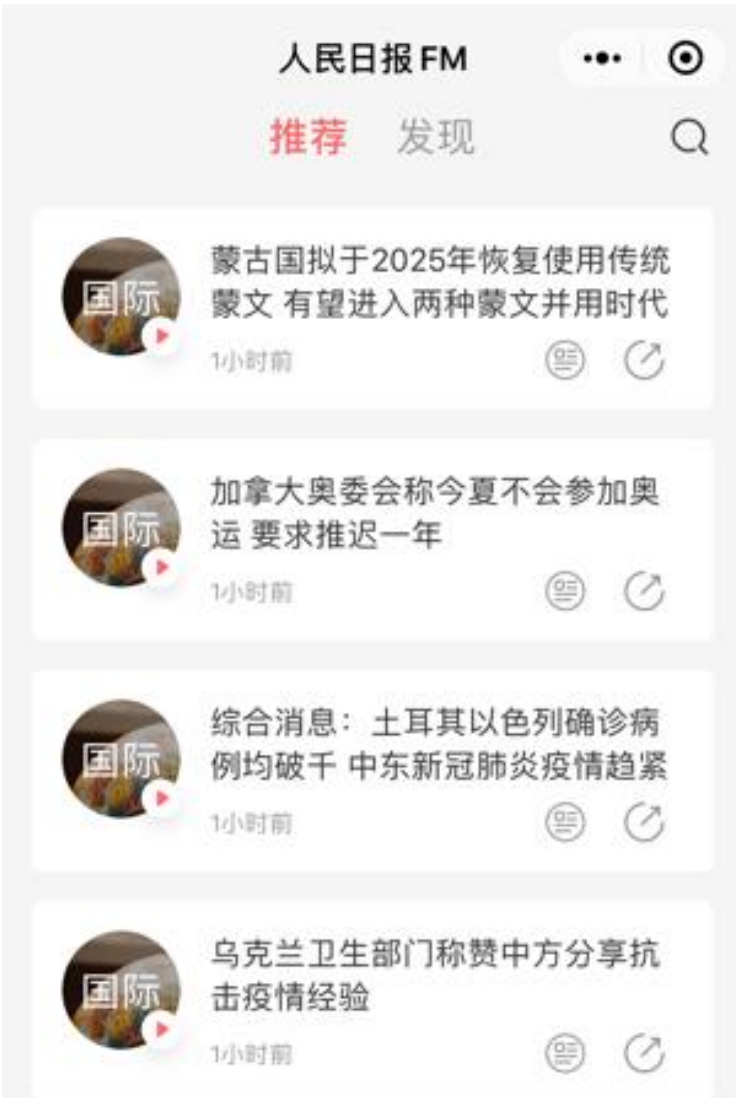 人民日报FM
推荐 发现
国际
蒙古国拟于2025年恢复使用传统
蒙文 有望进入两种蒙文并用时代
1小时前
国际
加拿大奥委会称今夏不会参加奥
运 要求推迟一年
1小时前
国际
综合消息：土耳其以色列确诊病
例均破千 中东新冠肺炎疫情趋紧
1小时前
国际
乌克兰卫生部门称赞中方分享抗
击疫情经验
1小时前